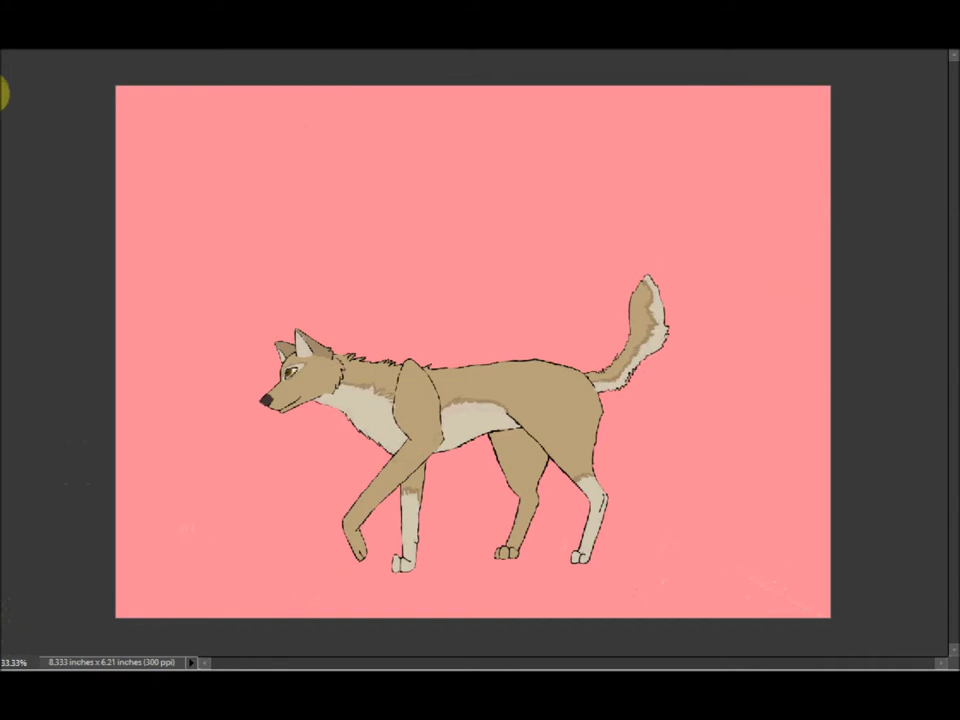 33.33% 8.333 inches x 6.21 inches (300 ppi)